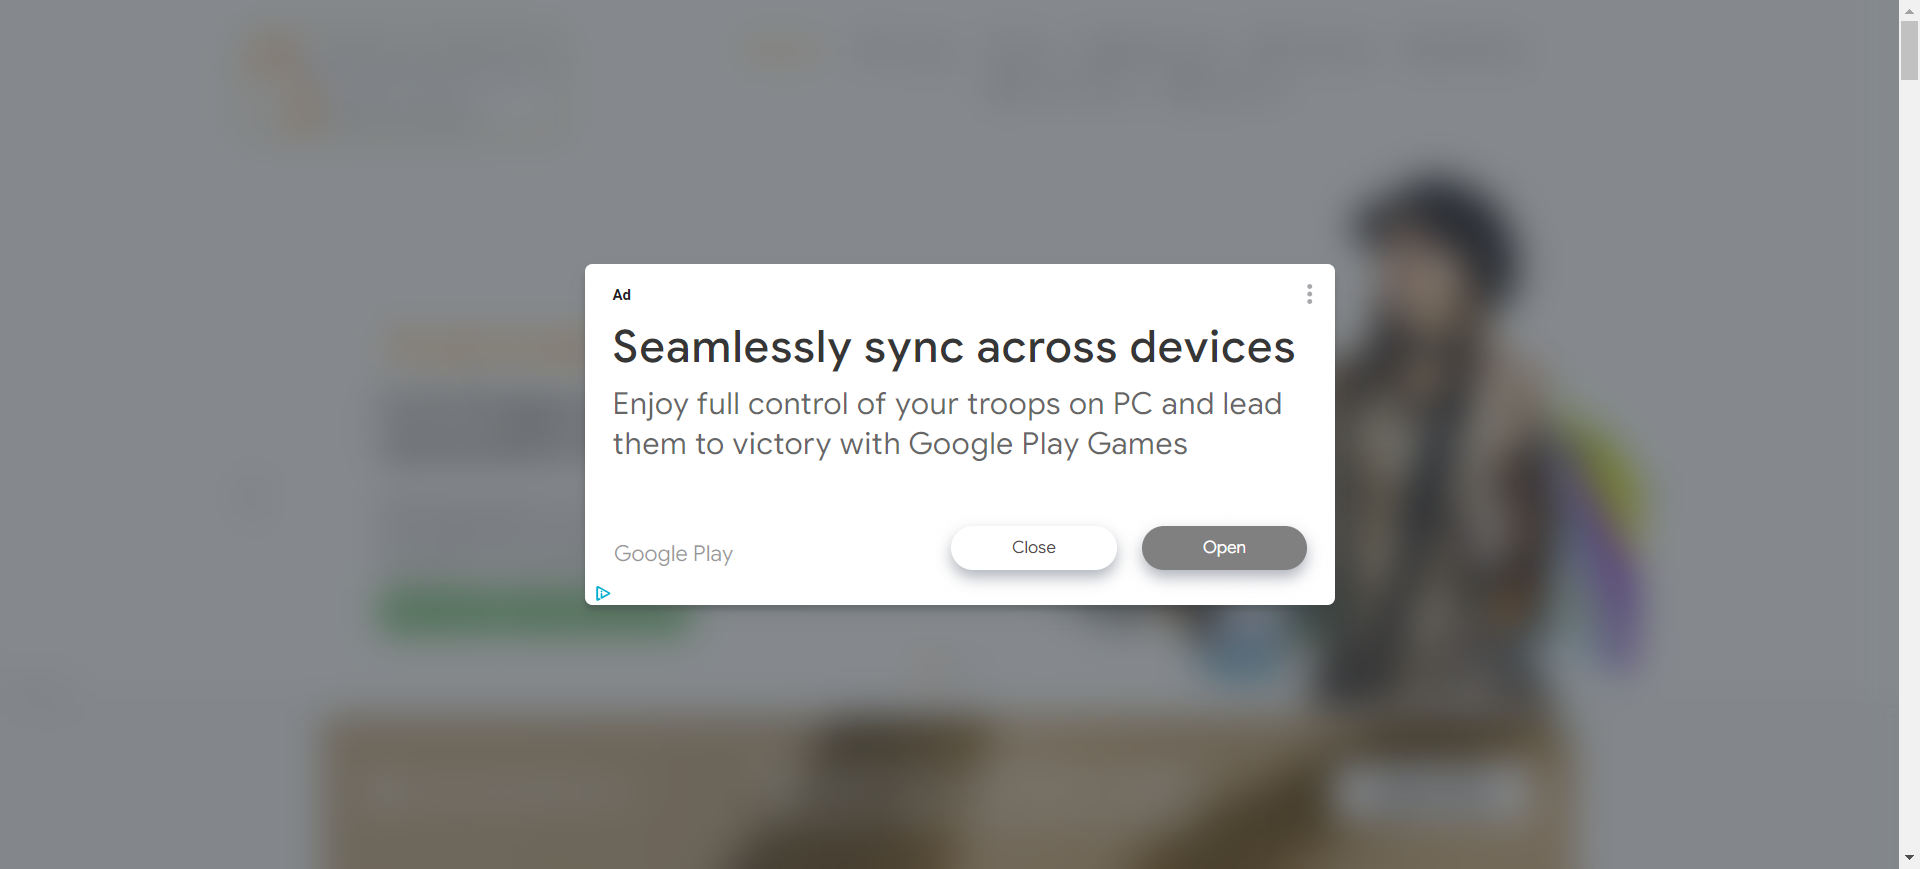 Ad
Seamlessly sync across devices
Enjoy full control of your troops on PC and lead
them to victory with Google Play Games
Google Play
Close
Open